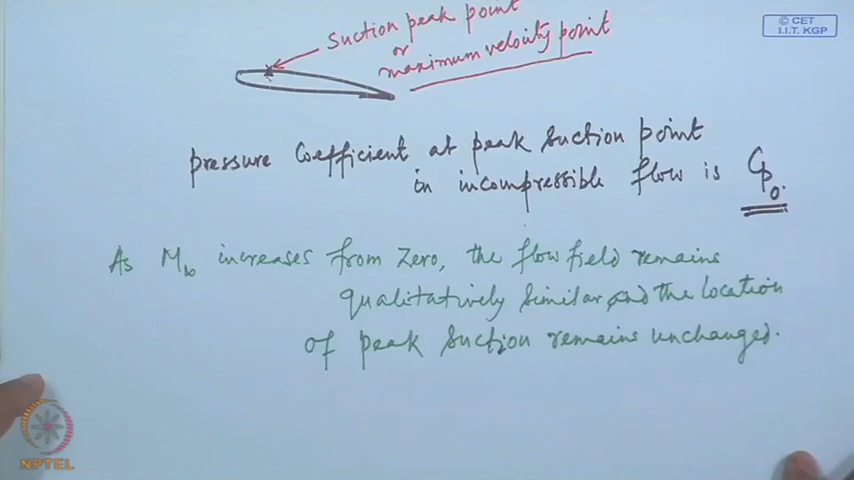 © CET
I.I.T. KGP
Suction peak point
or
maximum velocity point
pressure Coefficient at peak suction point
in incompressible flow is Cp0.
As M∞ increases from Zero, the flow field remains
qualitatively similar and the location
of peak suction remains unchanged.
NPTEL